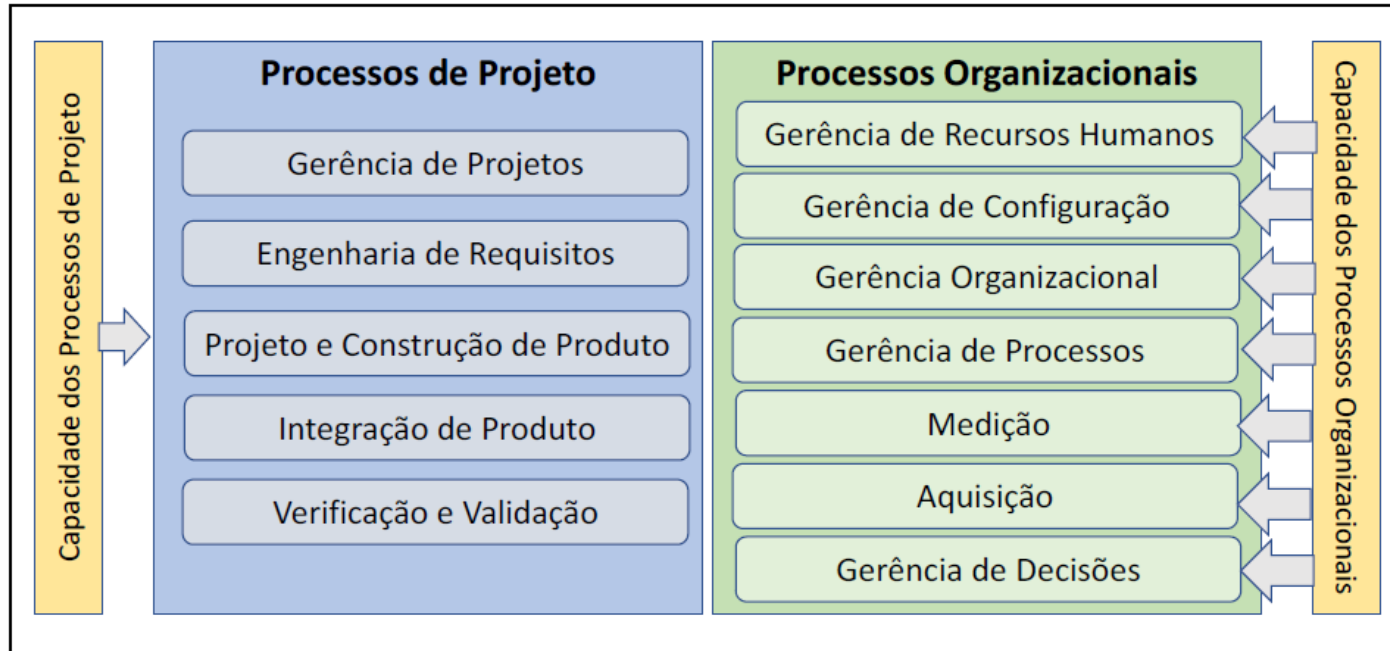 Capacidade dos Processos de Projeto
Processos de Projeto
Gerência de Projetos
Engenharia de Requisitos
Projeto e Construção de Produto
Integração de Produto
Verificação e Validação
Processos Organizacionais
Gerência de Recursos Humanos
Gerência de Configuração
Gerência Organizacional
Gerência de Processos
Medição
Aquisição
Gerência de Decisões
Capacidade dos Processos Organizacionais